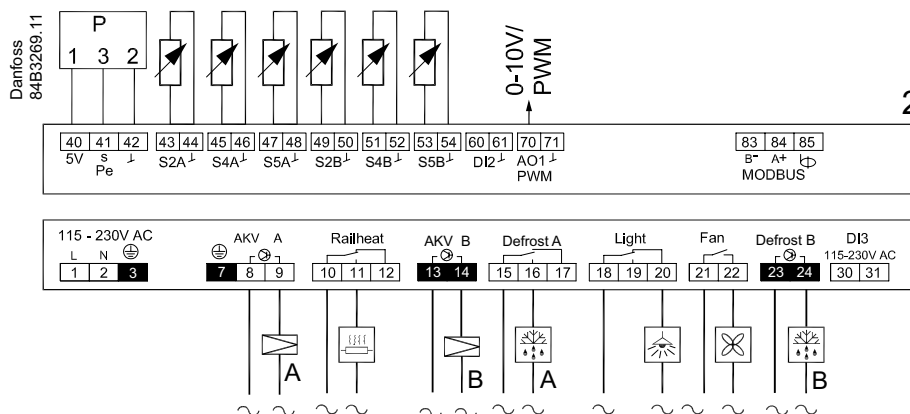 Danfoss
84B3269.11
P
1 3 2
0-10V/
PWM
2
40 41 42 43 44 45 46 47 48 49 50 51 52 53 54 60 61 70 71 83 84 85
5V s S2A S4A S5A S2B S4B S5B DI2 AO1 B- A+
Pe PWM MODBUS
115 - 230V AC AKV A Railheat AKV B Defrost A Light Fan Defrost B DI3
L N 115-230V AC
1 2 3 7 8 9 10 11 12 13 14 15 16 17 18 19 20 21 22 23 24 30 31
A B A B